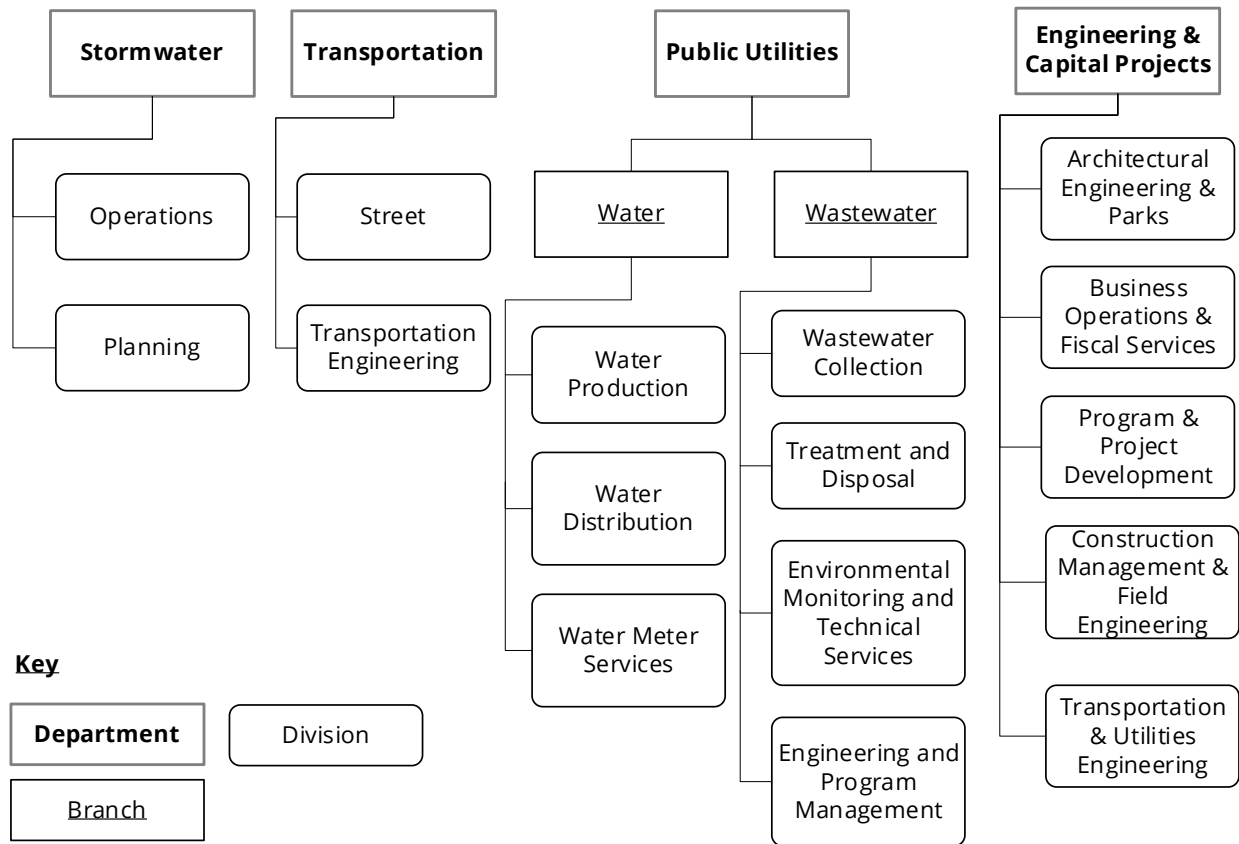 Stormwater
Operations
Planning
Transportation
Street
Transportation
Engineering
Public Utilities
Water
Water
Production
Water
Distribution
Water Meter
Services
Wastewater
Wastewater
Collection
Treatment and
Disposal
Environmental
Monitoring and
Technical
Services
Engineering and
Program
Management
Engineering &
Capital Projects
Architectural
Engineering &
Parks
Business
Operations &
Fiscal Services
Program &
Project
Development
Construction
Management &
Field
Engineering
Transportation
& Utilities
Engineering
Key
Department
Division
Branch